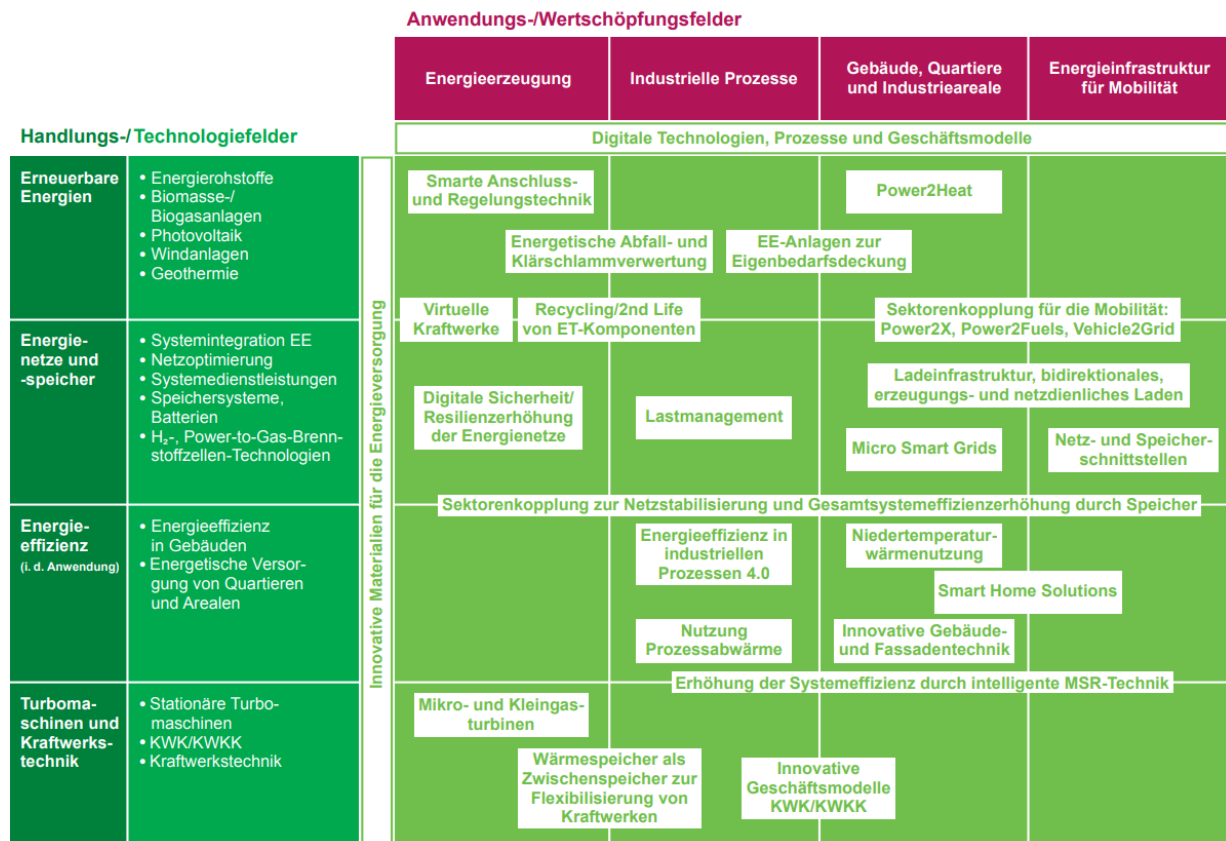 Anwendungs-/Wertschöpfungsfelder
Energieerzeugung
Industrielle Prozesse
Gebäude, Quartiere
und Industrieareale
Energieinfrastruktur
für Mobilität
Handlungs-/ Technologiefelder
Digitale Technologien, Prozesse und Geschäftsmodelle
Innovative Materialien für die Energieversorgung
Erneuerbare
Energien
• Energierohstoffe
• Biomasse-/
Biogasanlagen
• Photovoltaik
• Windanlagen
• Geothermie
Smarte Anschluss-
und Regelungstechnik
Power2Heat
Energetische Abfall- und
Klärschlammverwertung
EE-Anlagen zur
Eigenbedarfsdeckung
Virtuelle
Kraftwerke
Recycling/2nd Life
von ET-Komponenten
Sektorenkopplung für die Mobilität:
Power2X, Power2Fuels, Vehicle2Grid
Energie-
netze und
-speicher
• Systemintegration EE
• Netzoptimierung
• Systemedienstleistungen
• Speichersysteme,
Batterien
• H₂-, Power-to-Gas-Brenn-
stoffzellen-Technologien
Ladeinfrastruktur, bidirektionales,
erzeugungs- und netzdienliches Laden
Digitale Sicherheit/
Resilienzerhöhung
der Energienetze
Lastmanagement
Micro Smart Grids
Netz- und Speicher-
schnittstellen
Sektorenkopplung zur Netzstabilisierung und Gesamtsystemeffizienzerhöhung durch Speicher
Energie-
effizienz
(i. d. Anwendung)
• Energieeffizienz
in Gebäuden
• Energetische Versor-
gung von Quartieren
und Arealen
Energieeffizienz in
industriellen
Prozessen 4.0
Niedertemperatur-
wärmenutzung
Smart Home Solutions
Nutzung
Prozessabwärme
Innovative Gebäude-
und Fassadentechnik
Erhöhung der Systemeffizienz durch intelligente MSR-Technik
Turboma-
schinen und
Kraftwerks-
technik
• Stationäre Turbo-
maschinen
• KWK/KWKK
• Kraftwerkstechnik
Mikro- und Kleingas-
turbinen
Wärmespeicher als
Zwischenspeicher zur
Flexibilisierung von
Kraftwerken
Innovative
Geschäftsmodelle
KWK/KWKK